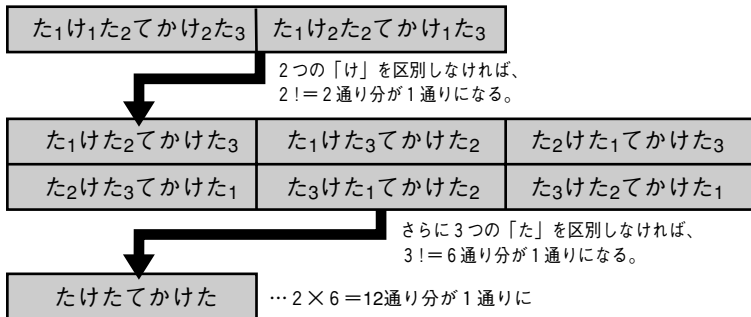 た₁け₁た₂てかけ₂た₃ た₁け₂た₂てかけ₁た₃
2つの「け」を区別しなければ、
2!＝2通り分が1通りになる。
た₁けた₂てかけた₃ た₁けた₃てかけた₂ た₂けた₁てかけた₃
た₂けた₃てかけた₁ た₃けた₁てかけた₂ た₃けた₂てかけた₁
さらに3つの「た」を区別しなければ、
3!＝6通り分が1通りになる。
たけたてかけた …2×6＝12通り分が1通りに